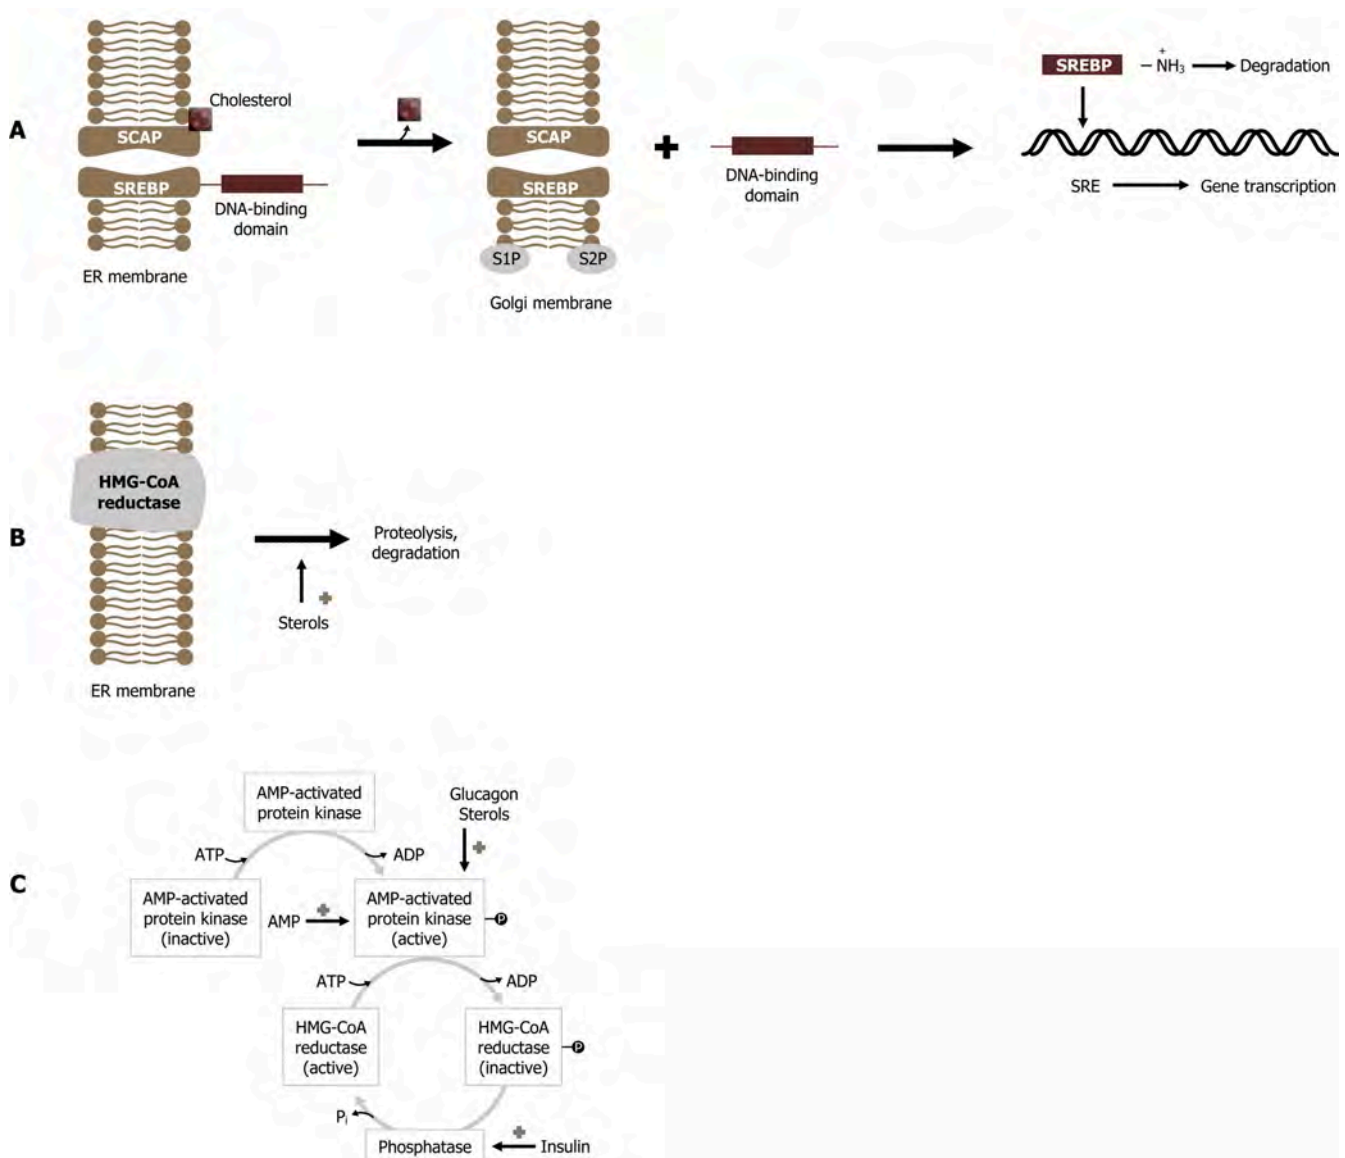 A
Cholesterol
SCAP
SREBP
DNA-binding
domain
ER membrane
SCAP
SREBP
S1P
S2P
Golgi membrane
DNA-binding
domain
SREBP
– NH₃⁺
Degradation
SRE
Gene transcription
B
HMG-CoA
reductase
Proteolysis,
degradation
Sterols
ER membrane
C
AMP-activated
protein kinase
Glucagon
Sterols
ATP
ADP
AMP-activated
protein kinase
(inactive)
AMP
AMP-activated
protein kinase
(active)
P
ATP
ADP
HMG-CoA
reductase
(active)
HMG-CoA
reductase
(inactive)
P
Pᵢ
Phosphatase
Insulin